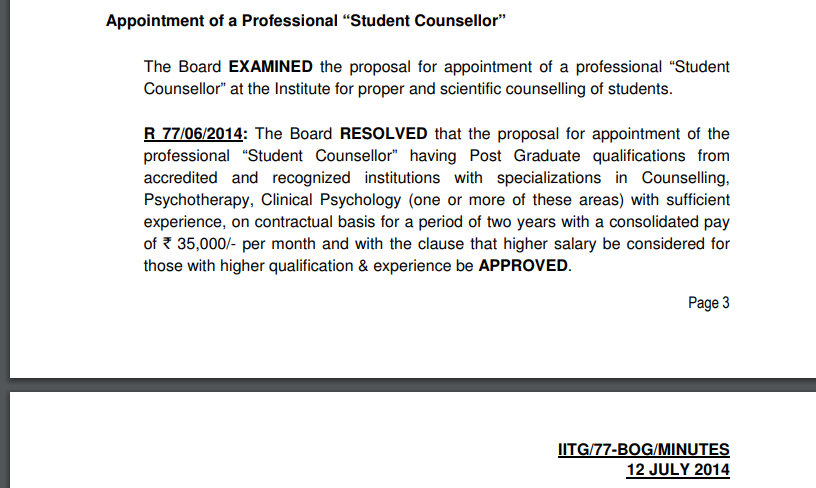 Appointment of a Professional “Student Counsellor”
The Board EXAMINED the proposal for appointment of a professional “Student
Counsellor” at the Institute for proper and scientific counselling of students.
R 77/06/2014: The Board RESOLVED that the proposal for appointment of the
professional “Student Counsellor” having Post Graduate qualifications from
accredited and recognized institutions with specializations in Counselling,
Psychotherapy, Clinical Psychology (one or more of these areas) with sufficient
experience, on contractual basis for a period of two years with a consolidated pay
of ₹ 35,000/- per month and with the clause that higher salary be considered for
those with higher qualification & experience be APPROVED.
Page 3
IITG/77-BOG/MINUTES
12 JULY 2014